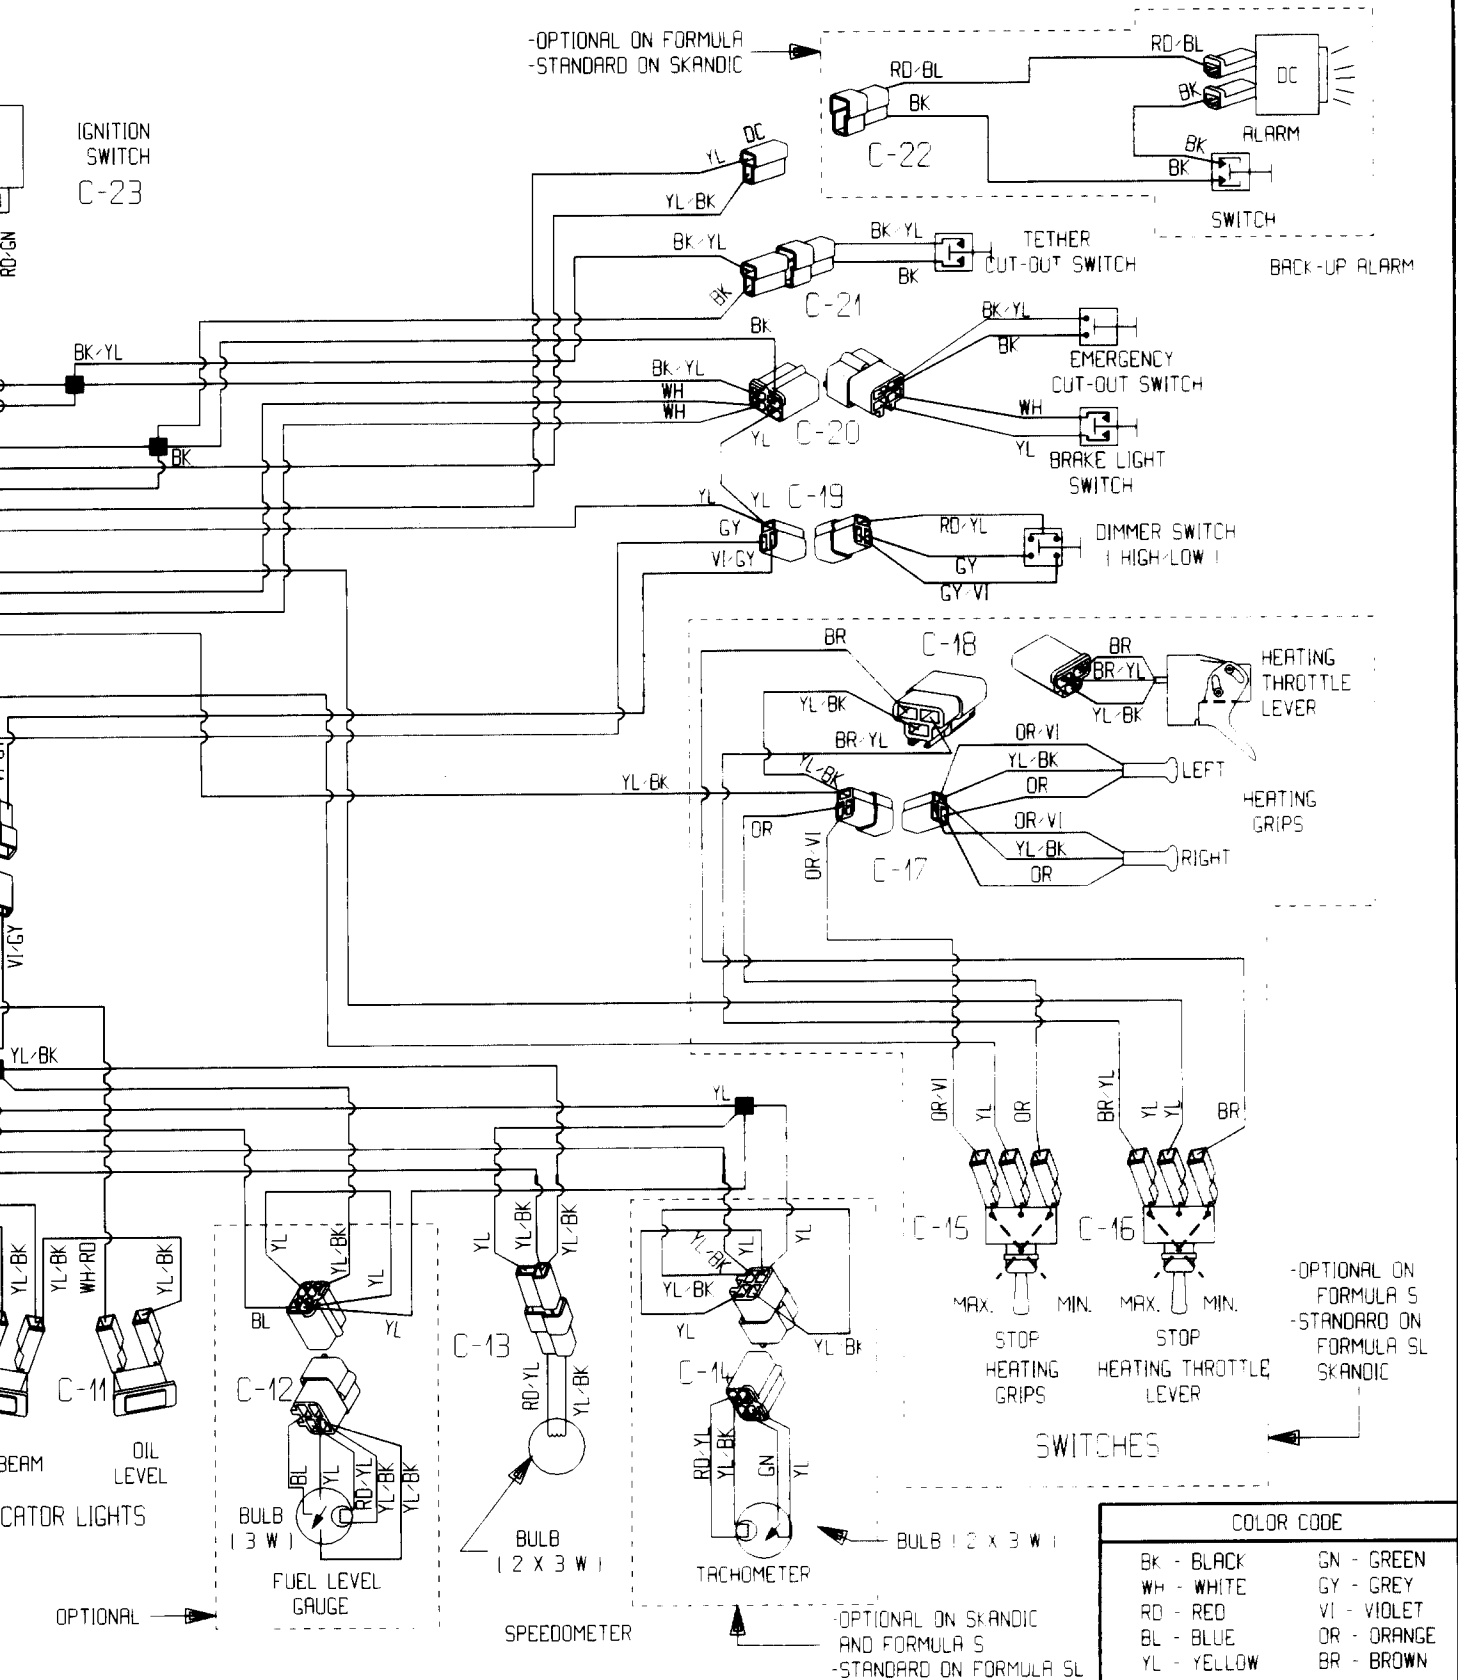 -OPTIONAL ON FORMULA
-STANDARD ON SKANDIC
RD/BL
RD/BL
BK
BK
DC
ALARM
C-22
BK
BK
SWITCH
BACK-UP ALARM
IGNITION
SWITCH
C-23
RD/GN
DC
YL
YL/BK
BK/YL
BK
C-21
BK/YL
BK
TETHER
CUT-OUT SWITCH
BK/YL
BK
BK
BK/YL
WH
WH
YL
C-20
BK/YL
BK
EMERGENCY
CUT-OUT SWITCH
WH
YL
BRAKE LIGHT
SWITCH
YL
YL
C-19
GY
VI/GY
RD/YL
GY
GY/VI
DIMMER SWITCH
( HIGH/LOW )
BR
C-18
YL/BK
BR/YL
BR
BR/YL
YL/BK
HEATING
THROTTLE
LEVER
YL/BK
YL/BK
OR
OR/VI
C-17
OR/VI
YL/BK
OR
LEFT
HEATING
GRIPS
OR/VI
YL/BK
OR
RIGHT
VI/GY
VI/GY
YL/BK
YL
OR/VI
YL
OR
BR/YL
YL
YL
BR
C-15
C-16
MAX.
MIN.
MAX.
MIN.
STOP
HEATING
GRIPS
STOP
HEATING THROTTLE
LEVER
SWITCHES
-OPTIONAL ON
FORMULA S
-STANDARD ON
FORMULA SL
SKANDIC
YL/BK
YL/BK
WH/RD
YL/BK
C-11
BEAM
OIL
LEVEL
CATOR LIGHTS
YL
YL/BK
YL
BL
YL
C-12
BL
YL
RD/YL
YL/BK
YL/BK
BULB
( 3 W )
FUEL LEVEL
GAUGE
OPTIONAL
YL
YL/BK
YL/BK
C-13
RD/YL
YL/BK
BULB
( 2 X 3 W )
SPEEDOMETER
YL/BK
YL
YL
YL/BK
YL
YL/BK
C-14
RD/YL
YL/BK
GN
YL
BULB ( 2 X 3 W )
TACHOMETER
-OPTIONAL ON SKANDIC
AND FORMULA S
-STANDARD ON FORMULA SL
COLOR CODE
BK - BLACK
GN - GREEN
WH - WHITE
GY - GREY
RD - RED
VI - VIOLET
BL - BLUE
OR - ORANGE
YL - YELLOW
BR - BROWN